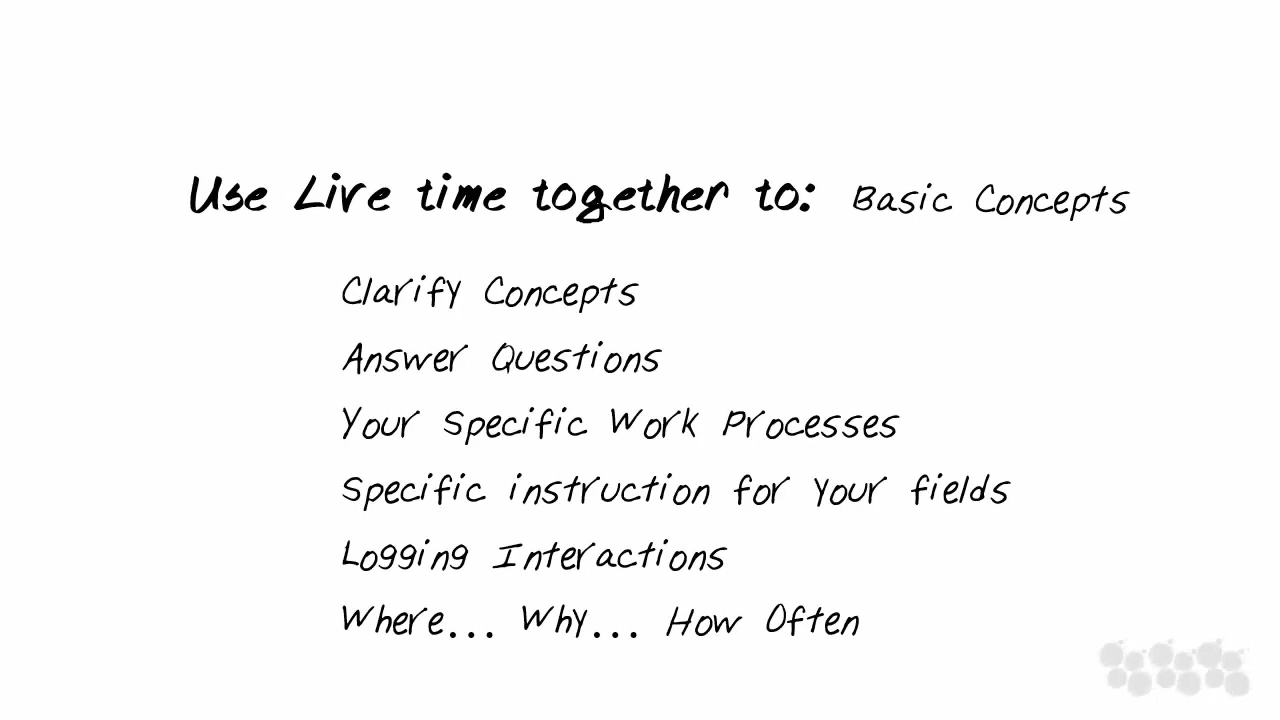 Use Live time together to: Basic Concepts
Clarify Concepts
Answer Questions
Your Specific Work Processes
Specific instruction for Your fields
Logging Interactions
Where... Why... How Often